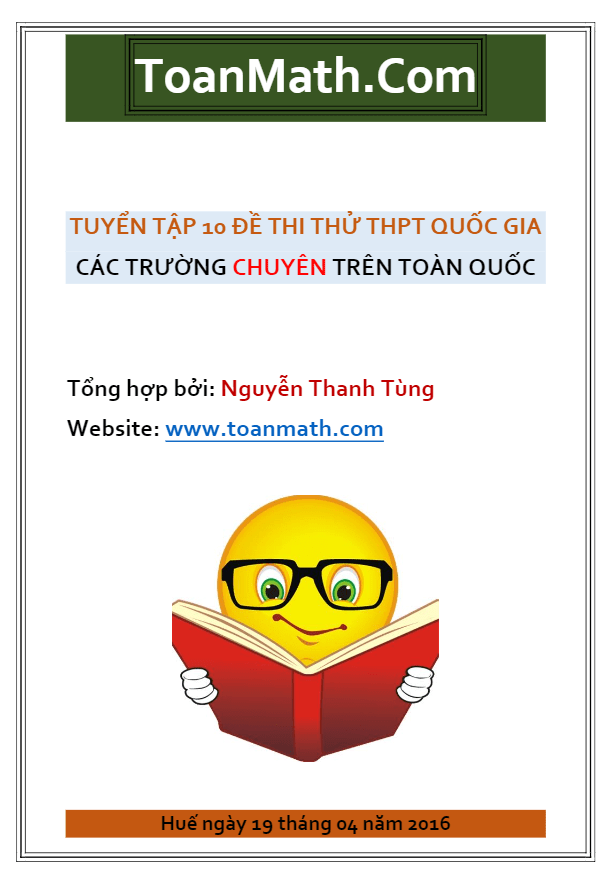 ToanMath.Com
TUYỂN TẬP 10 ĐỀ THI THỬ THPT QUỐC GIA
CÁC TRƯỜNG CHUYÊN TRÊN TOÀN QUỐC
Tổng hợp bởi: Nguyễn Thanh Tùng
Website: www.toanmath.com
Huế ngày 19 tháng 04 năm 2016